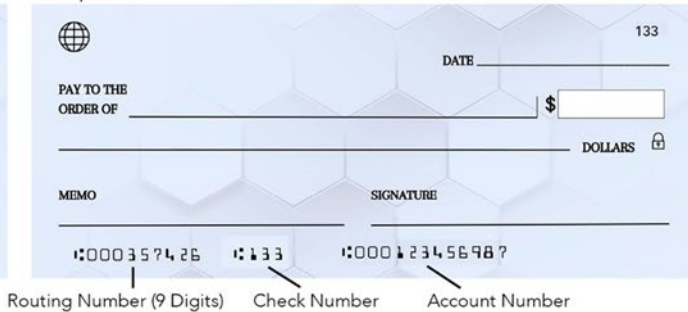 133
DATE
PAY TO THE
ORDER OF
$
DOLLARS
MEMO
SIGNATURE
⑆000357426 ⑆133 ⑆000123456987
Routing Number (9 Digits) Check Number Account Number